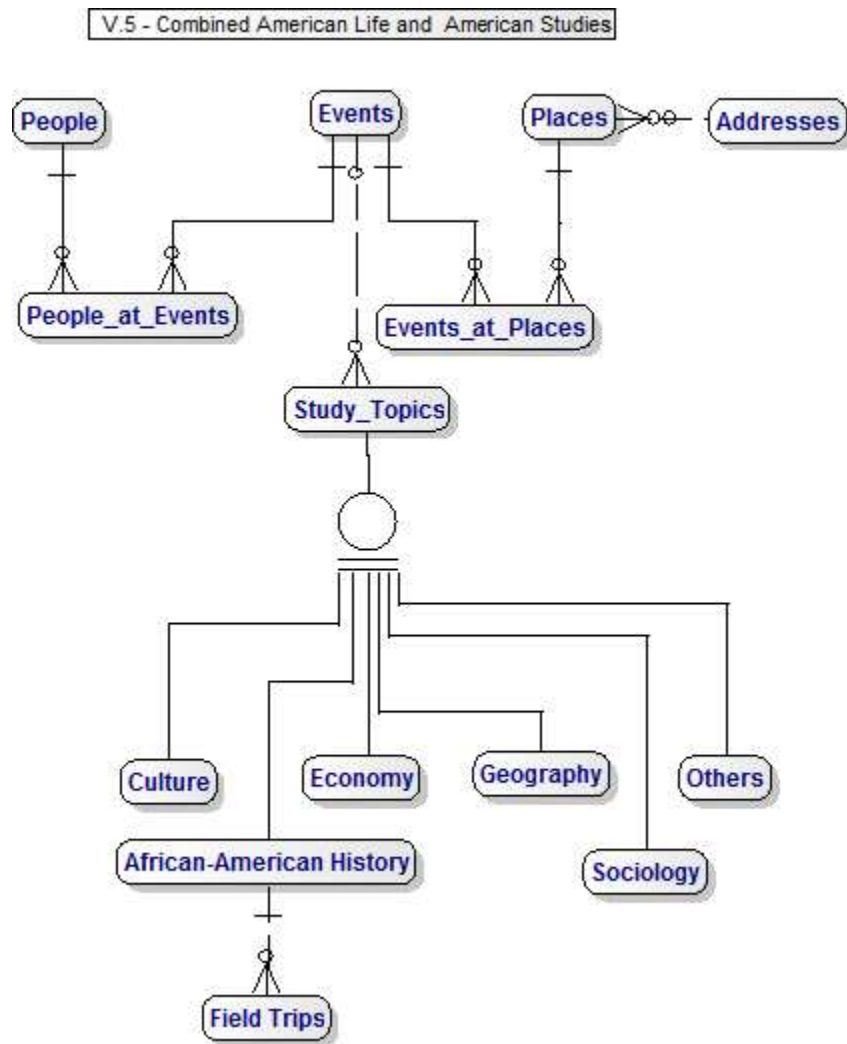 V.5 - Combined American Life and American Studies
People
Events
Places
Addresses
People_at_Events
Events_at_Places
Study_Topics
Culture
Economy
Geography
Others
African-American History
Sociology
Field Trips